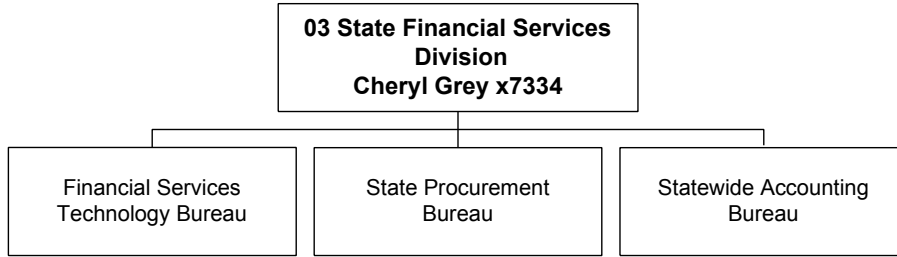 03 State Financial Services
Division
Cheryl Grey x7334
Financial Services
Technology Bureau
State Procurement
Bureau
Statewide Accounting
Bureau